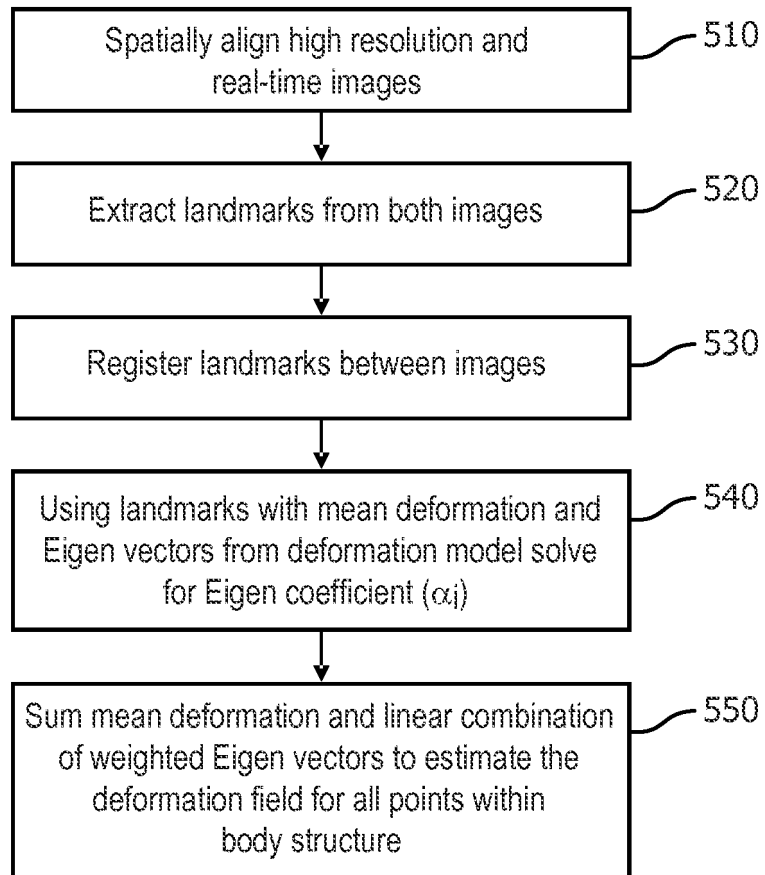 Spatially align high resolution and
real-time images
510
Extract landmarks from both images
520
Register landmarks between images
530
Using landmarks with mean deformation and
Eigen vectors from deformation model solve
for Eigen coefficient (αj)
540
Sum mean deformation and linear combination
of weighted Eigen vectors to estimate the
deformation field for all points within
body structure
550